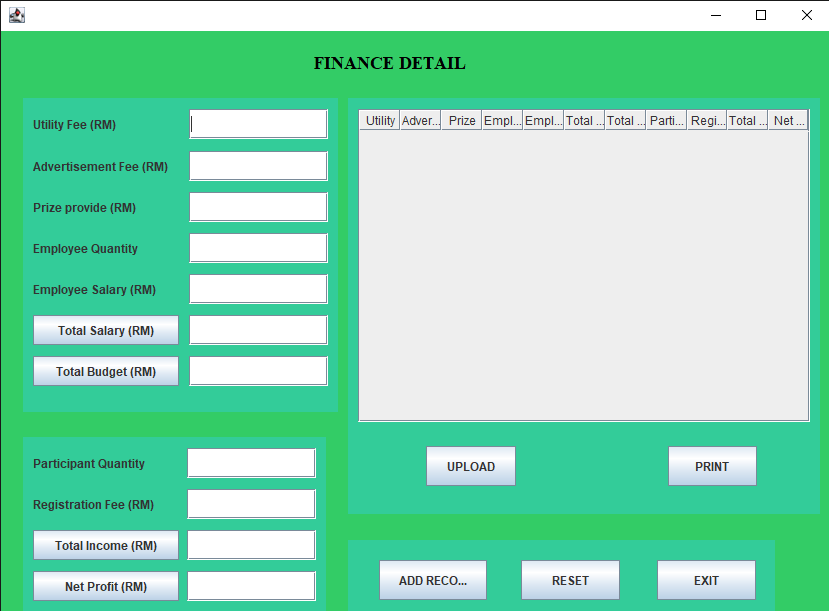 FINANCE DETAIL
Utility Fee (RM)
Advertisement Fee (RM)
Prize provide (RM)
Employee Quantity
Employee Salary (RM)
Total Salary (RM)
Total Budget (RM)
Participant Quantity
Registration Fee (RM)
Total Income (RM)
Net Profit (RM)
Utility Adver... Prize Empl... Empl... Total ... Total ... Parti... Regi... Total ... Net ...
UPLOAD PRINT
ADD RECO... RESET EXIT